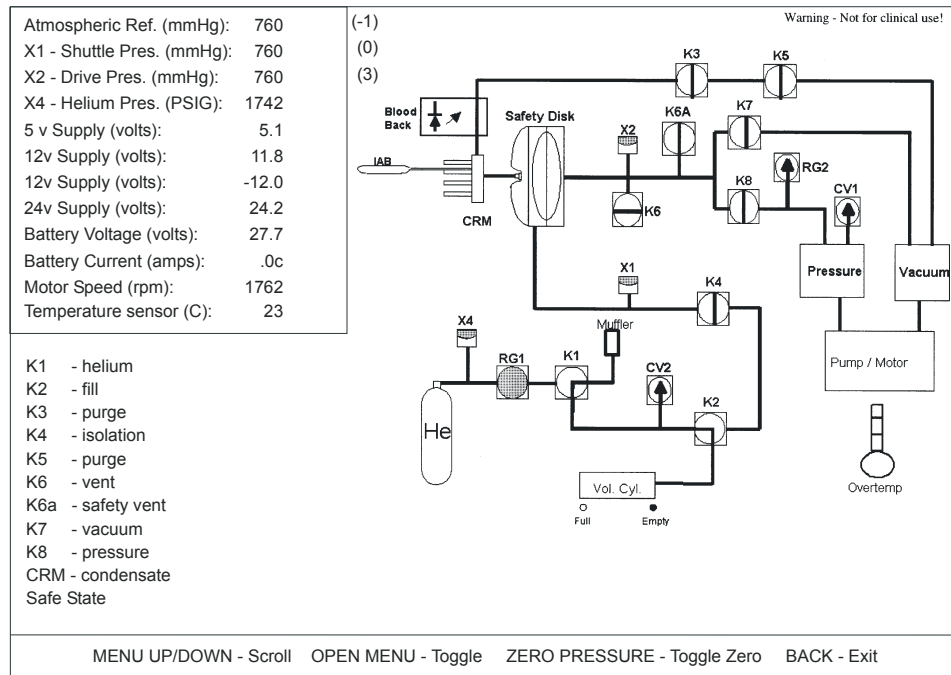 Warning - Not for clinical use!
Atmospheric Ref. (mmHg): 760 (-1)
X1 - Shuttle Pres. (mmHg): 760 (0)
X2 - Drive Pres. (mmHg): 760 (3)
X4 - Helium Pres. (PSIG): 1742
5 v Supply (volts): 5.1
12v Supply (volts): 11.8
12v Supply (volts): -12.0
24v Supply (volts): 24.2
Battery Voltage (volts): 27.7
Battery Current (amps): .0c
Motor Speed (rpm): 1762
Temperature sensor (C): 23
K3
K5
Blood
Back
Safety Disk
K6A
K7
X2
IAB
K8
RG2
CV1
CRM
K6
Pressure
Vacuum
X1
K4
X4
Muffler
RG1
K1
CV2
K2
Pump / Motor
He
Vol. Cyl.
Full
Empty
Overtemp
K1 - helium
K2 - fill
K3 - purge
K4 - isolation
K5 - purge
K6 - vent
K6a - safety vent
K7 - vacuum
K8 - pressure
CRM - condensate
Safe State
MENU UP/DOWN - Scroll OPEN MENU - Toggle ZERO PRESSURE - Toggle Zero BACK - Exit